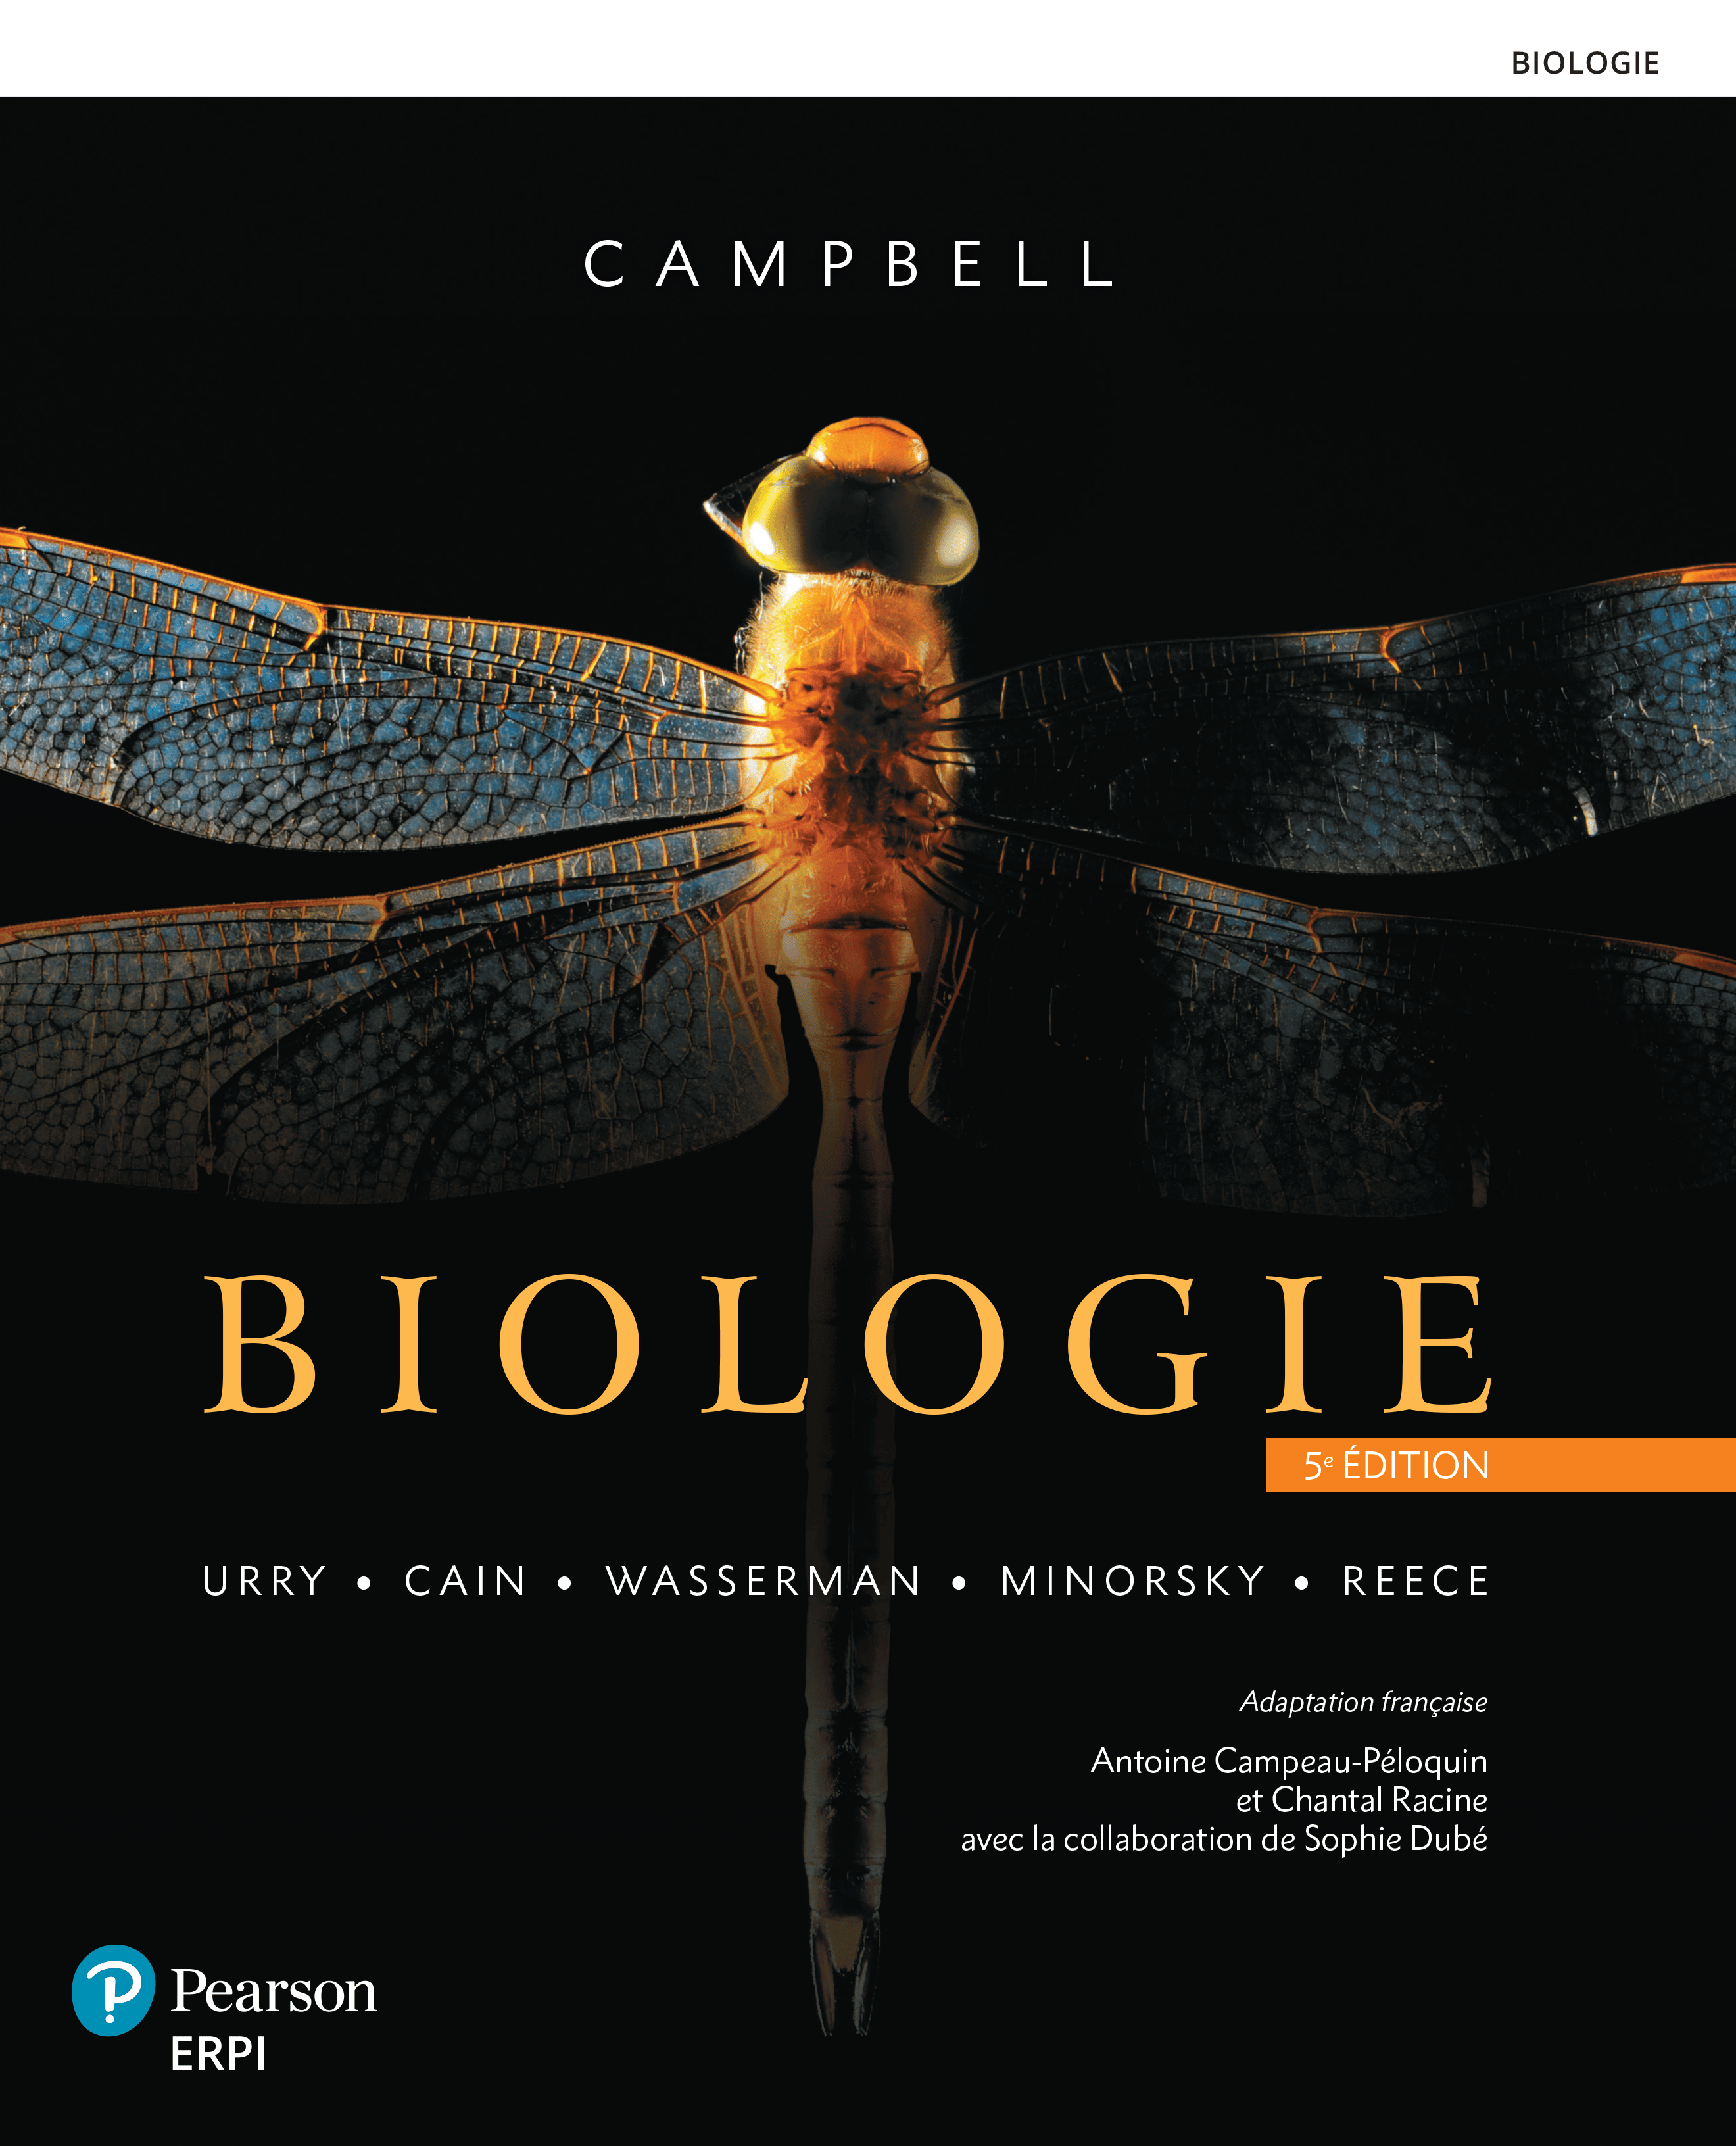 BIOLOGIE
CAMPBELL
BIOLOGIE
5e ÉDITION
URRY • CAIN • WASSERMAN • MINORSKY • REECE
Adaptation française
Antoine Campeau-Péloquin
et Chantal Racine
avec la collaboration de Sophie Dubé
Pearson
ERPI